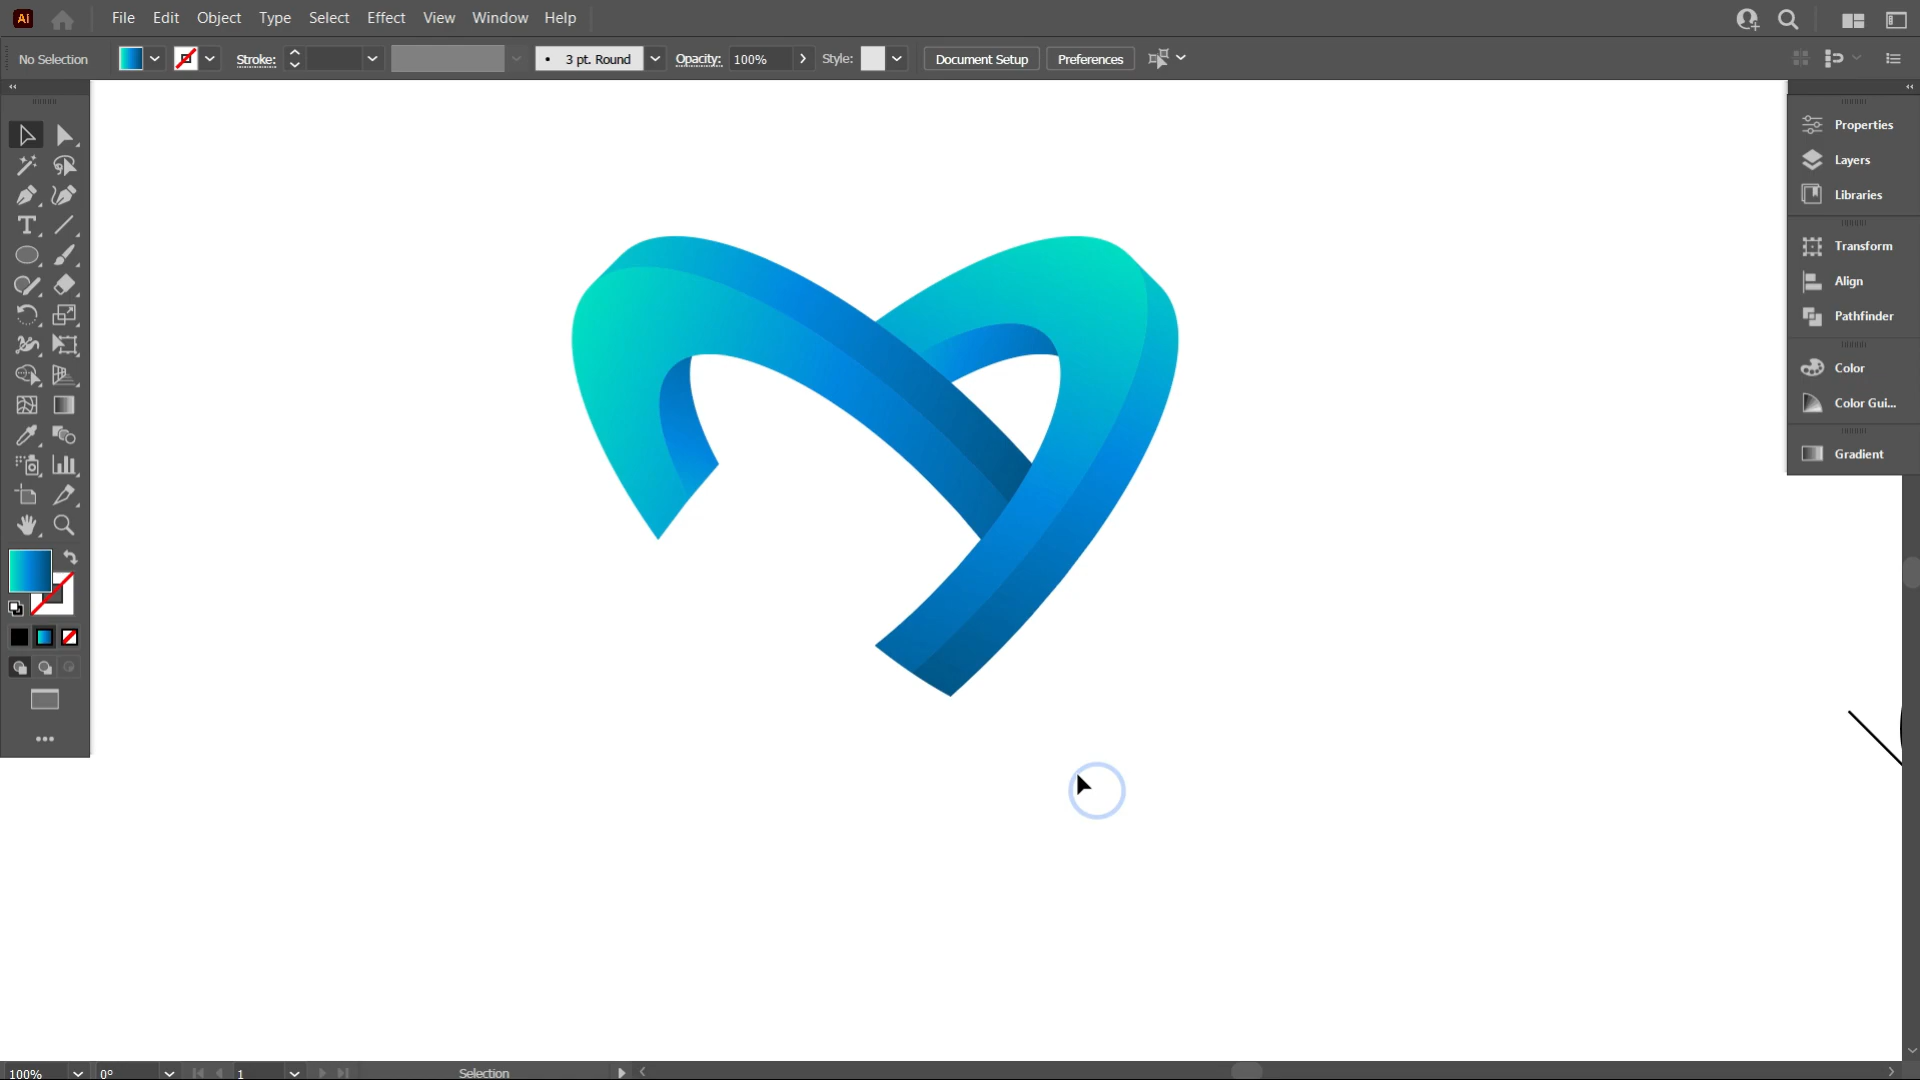 Ai File Edit Object Type Select Effect View Window Help
No Selection Stroke: 3 pt. Round Opacity: 100% Style: Document Setup Preferences
Properties
Layers
Libraries
Transform
Align
Pathfinder
Color
Color Gui...
Gradient
100% 0° 1 Selection